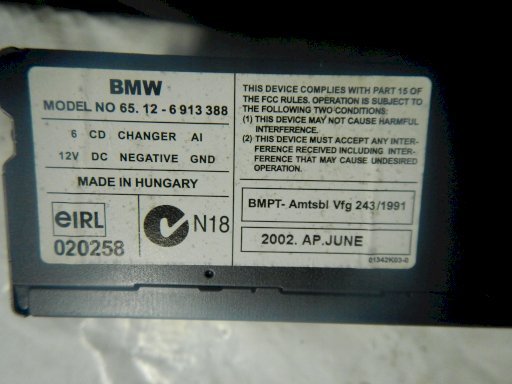 BMW
MODEL NO 65. 12 - 6 913 388
6 CD CHANGER AI
12V DC NEGATIVE GND
MADE IN HUNGARY
eIRL
020258
N18
THIS DEVICE COMPLIES WITH PART 15 OF
THE FCC RULES. OPERATION IS SUBJECT TO
THE FOLLOWING TWO CONDITIONS:
(1) THIS DEVICE MAY NOT CAUSE HARMFUL
INTERFERENCE.
(2) THIS DEVICE MUST ACCEPT ANY INTER-
FERENCE RECEIVED INCLUDING INTER-
FERENCE THAT MAY CAUSE UNDESIRED
OPERATION.
BMPT- Amtsbl Vfg 243/1991
2002. AP.JUNE
01342K03-0